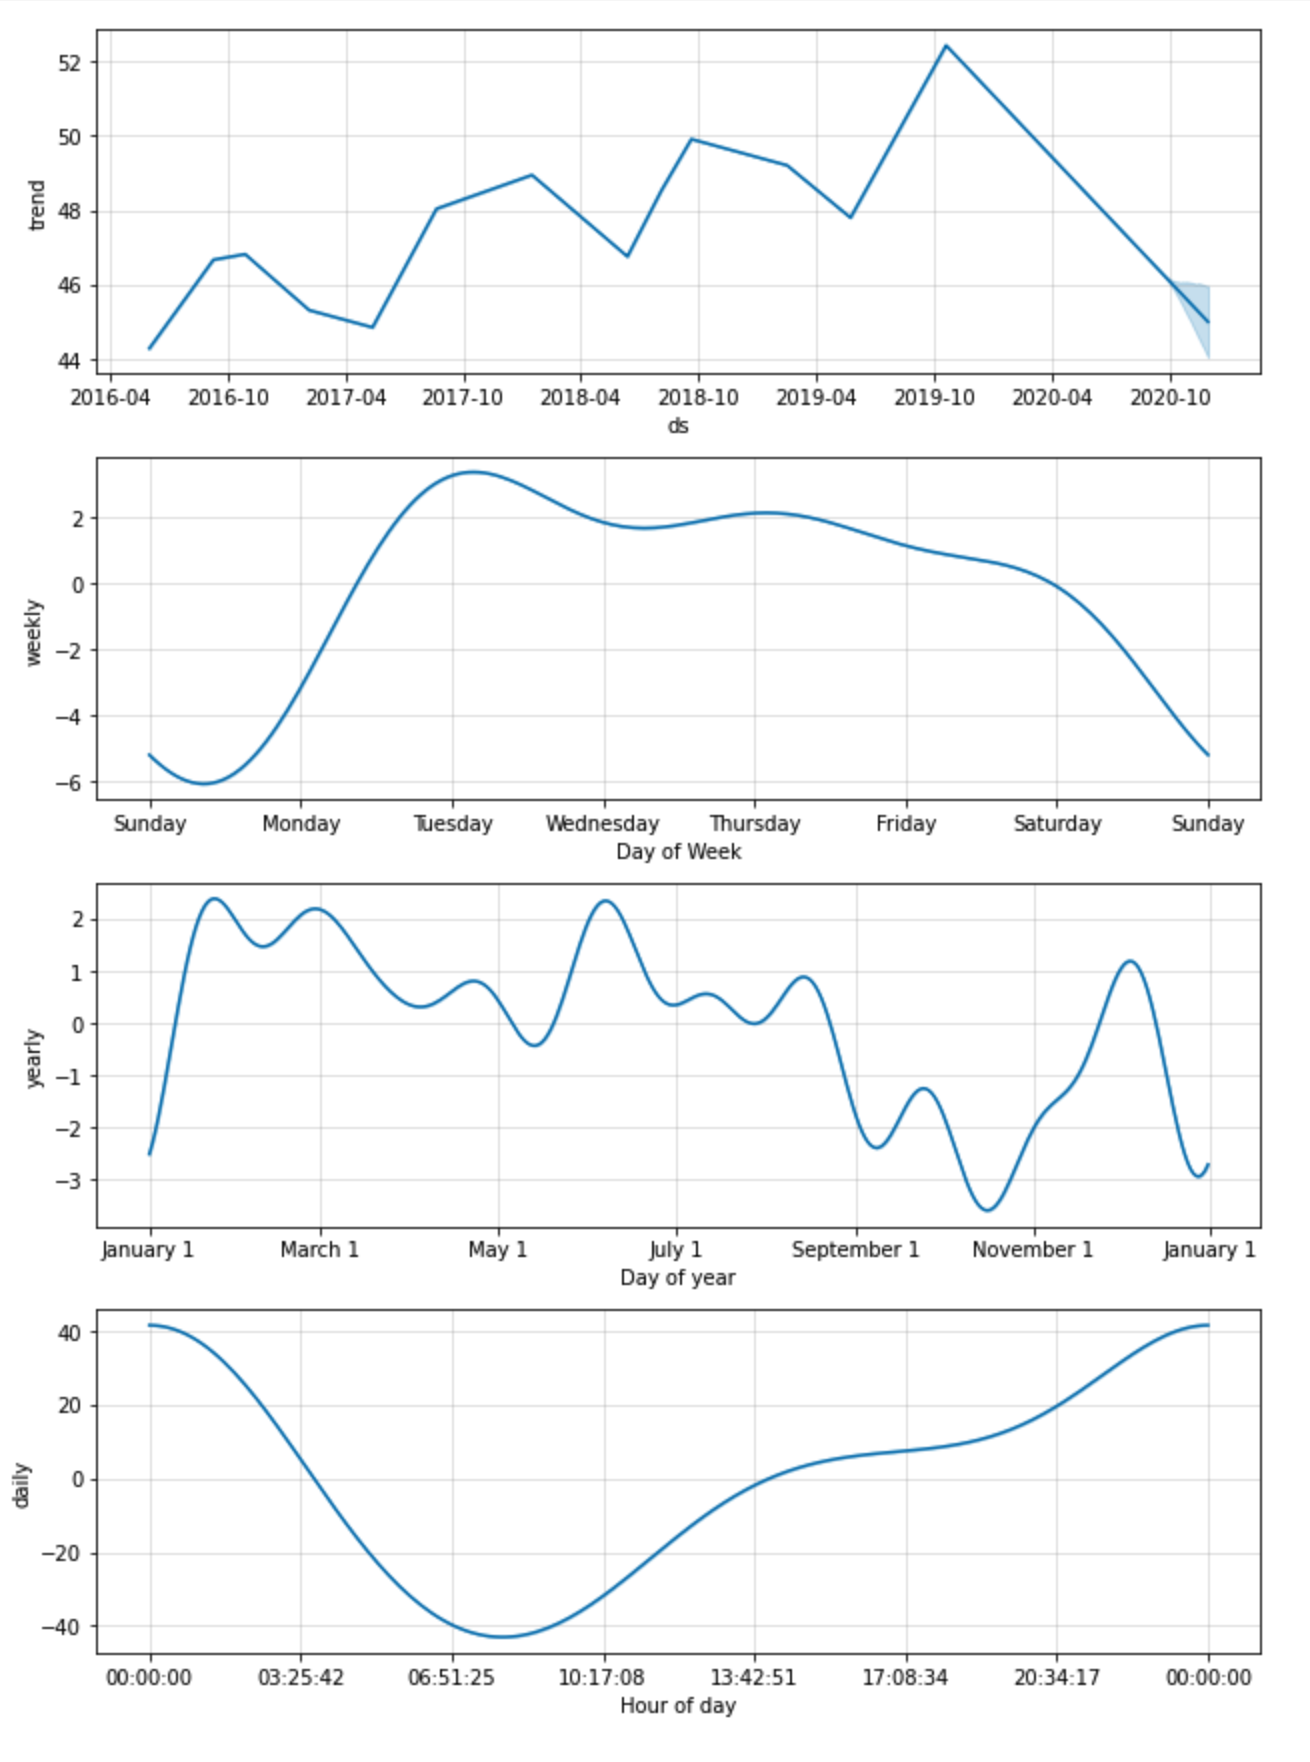 52
50
48
46
44
trend
2016-04 2016-10 2017-04 2017-10 2018-04 2018-10 2019-04 2019-10 2020-04 2020-10
ds
2
0
−2
−4
−6
weekly
Sunday Monday Tuesday Wednesday Thursday Friday Saturday Sunday
Day of Week
2
1
0
−1
−2
−3
yearly
January 1 March 1 May 1 July 1 September 1 November 1 January 1
Day of year
40
20
0
−20
−40
daily
00:00:00 03:25:42 06:51:25 10:17:08 13:42:51 17:08:34 20:34:17 00:00:00
Hour of day